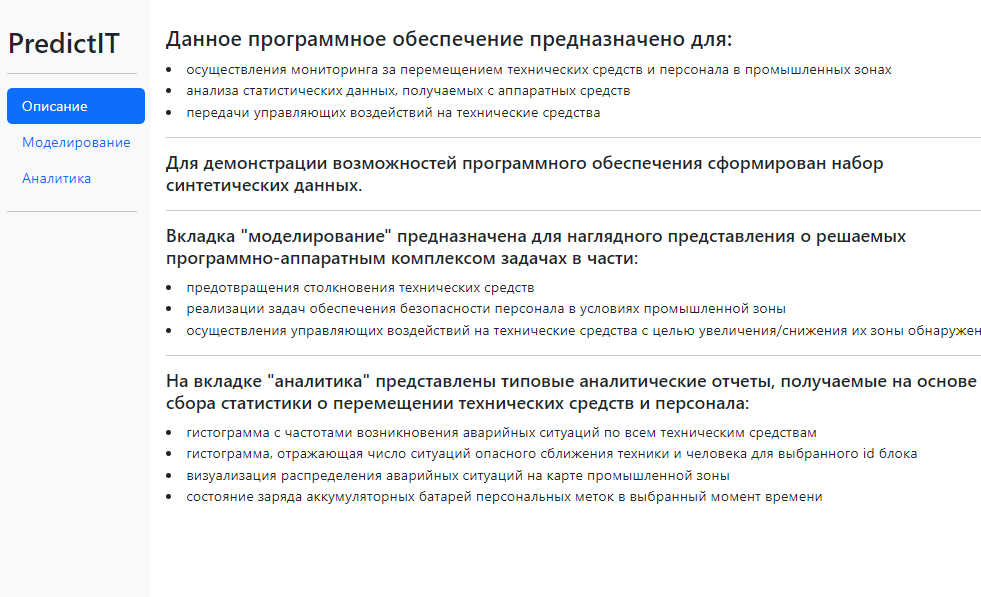 PredictIT
Описание
Моделирование
Аналитика
Данное программное обеспечение предназначено для:
• осуществления мониторинга за перемещением технических средств и персонала в промышленных зонах
• анализа статистических данных, получаемых с аппаратных средств
• передачи управляющих воздействий на технические средства
Для демонстрации возможностей программного обеспечения сформирован набор
синтетических данных.
Вкладка "моделирование" предназначена для наглядного представления о решаемых
программно-аппаратным комплексом задачах в части:
• предотвращения столкновения технических средств
• реализации задач обеспечения безопасности персонала в условиях промышленной зоны
• осуществления управляющих воздействий на технические средства с целью увеличения/снижения их зоны обнаружен
На вкладке "аналитика" представлены типовые аналитические отчеты, получаемые на основе
сбора статистики о перемещении технических средств и персонала:
• гистограмма с частотами возникновения аварийных ситуаций по всем техническим средствам
• гистограмма, отражающая число ситуаций опасного сближения техники и человека для выбранного id блока
• визуализация распределения аварийных ситуаций на карте промышленной зоны
• состояние заряда аккумуляторных батарей персональных меток в выбранный момент времени